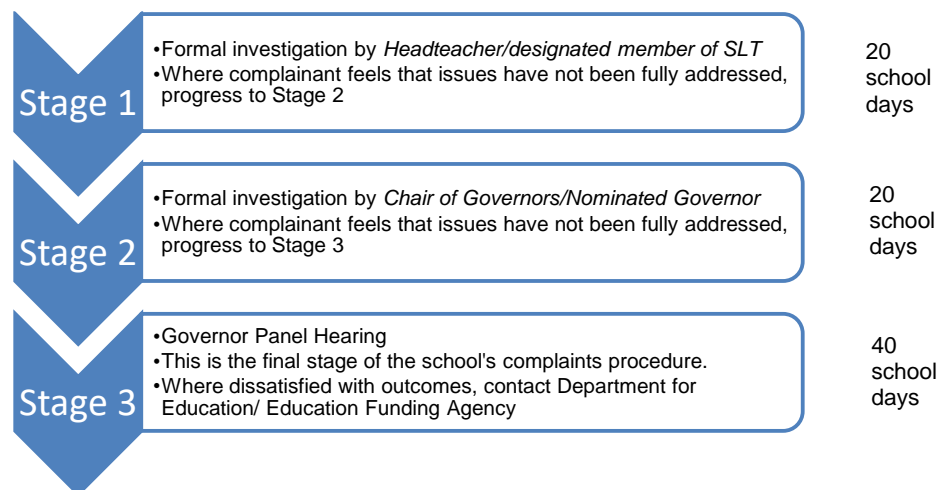 Stage 1
•Formal investigation by Headteacher/designated member of SLT
•Where complainant feels that issues have not been fully addressed,
progress to Stage 2
20
school
days
Stage 2
•Formal investigation by Chair of Governors/Nominated Governor
•Where complainant feels that issues have not been fully addressed,
progress to Stage 3
20
school
days
Stage 3
•Governor Panel Hearing
•This is the final stage of the school's complaints procedure.
•Where dissatisfied with outcomes, contact Department for
Education/ Education Funding Agency
40
school
days